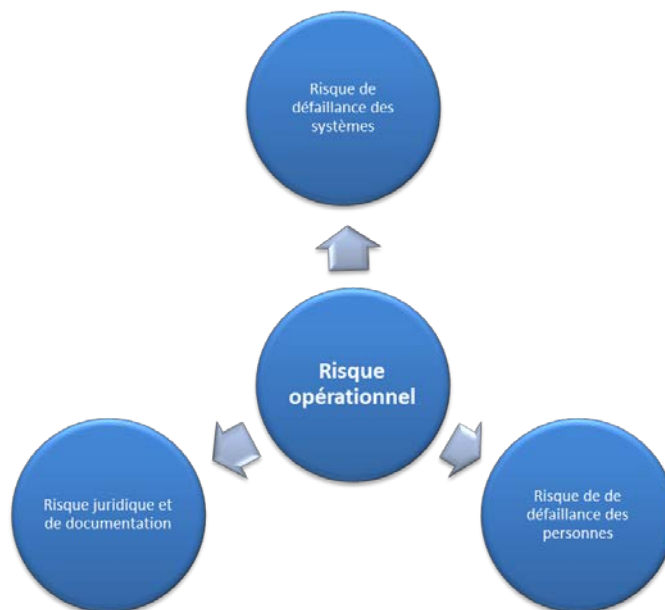 Risque de
défaillance des
systèmes
Risque
opérationnel
Risque juridique et
de documentation
Risque de de
défaillance des
personnes